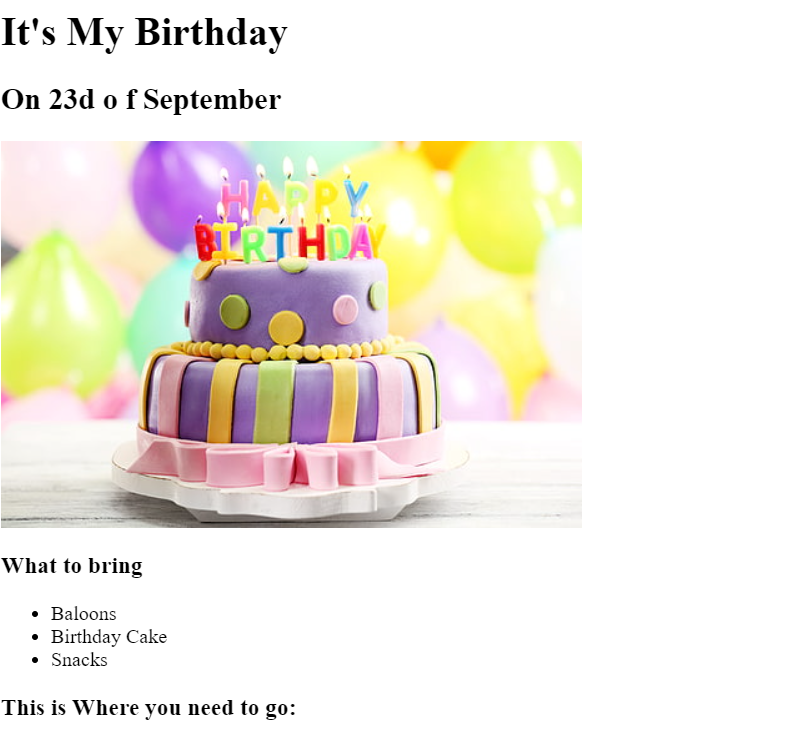 It's My Birthday
On 23d o f September
HAPPY
BIRTHDAY
What to bring
Baloons
Birthday Cake
Snacks
This is Where you need to go: